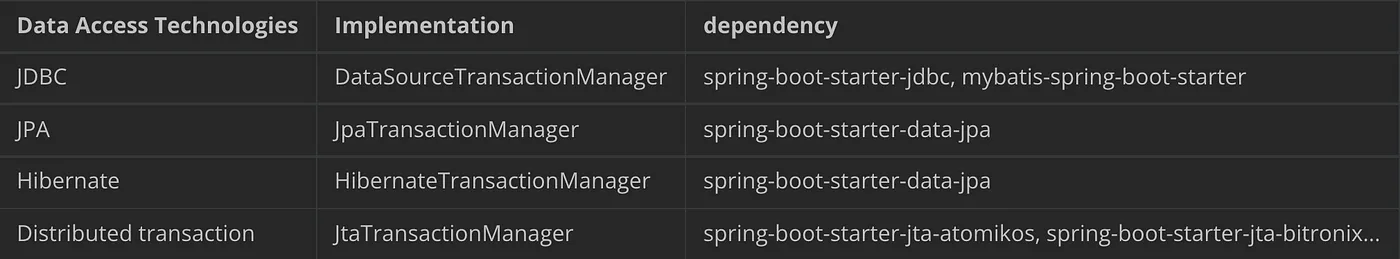 Data Access Technologies Implementation dependency
JDBC DataSourceTransactionManager spring-boot-starter-jdbc, mybatis-spring-boot-starter
JPA JpaTransactionManager spring-boot-starter-data-jpa
Hibernate HibernateTransactionManager spring-boot-starter-data-jpa
Distributed transaction JtaTransactionManager spring-boot-starter-jta-atomikos, spring-boot-starter-jta-bitronix...